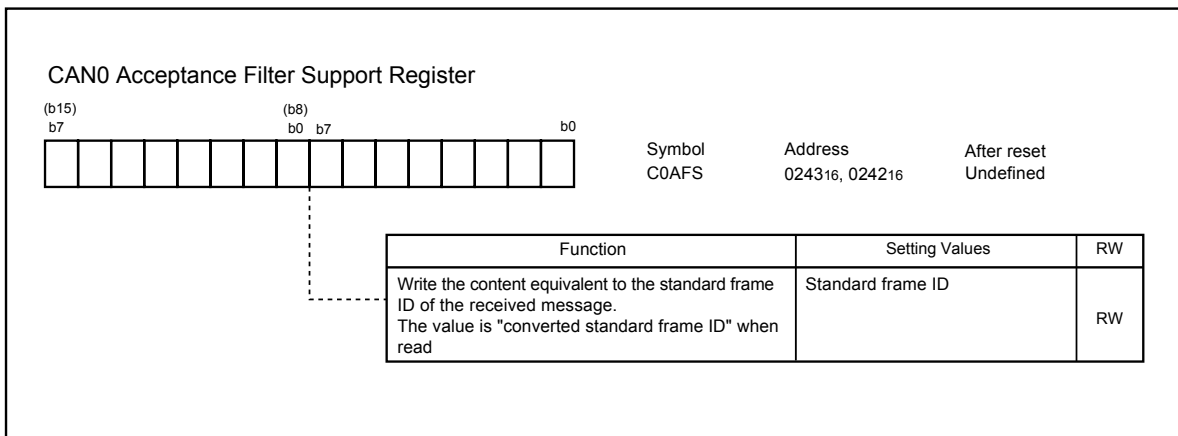 CAN0 Acceptance Filter Support Register
(b15) (b8)
b7 b0 b7 b0
Symbol Address After reset
C0AFS 024316, 024216 Undefined
Function Setting Values RW
Write the content equivalent to the standard frame Standard frame ID
ID of the received message.
RW
The value is "converted standard frame ID" when
read